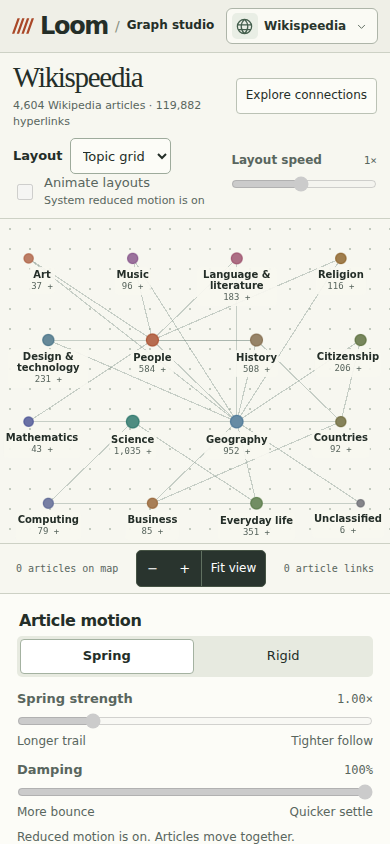 Loom / Graph studio
Wikispeedia
Wikispeedia
4,604 Wikipedia articles · 119,882
hyperlinks
Explore connections
Layout
Topic grid
Layout speed 1×
Animate layouts
System reduced motion is on
Art
37 +
Music
96 +
Language &
literature
183 +
Religion
116 +
Design &
technology
231 +
People
584 +
History
508 +
Citizenship
206 +
Mathematics
43 +
Science
1,035 +
Geography
952 +
Countries
92 +
Computing
79 +
Business
85 +
Everyday life
351 +
Unclassified
6 +
0 articles on map
− + Fit view
0 article links
Article motion
Spring Rigid
Spring strength 1.00×
Longer trail Tighter follow
Damping 100%
More bounce Quicker settle
Reduced motion is on. Articles move together.